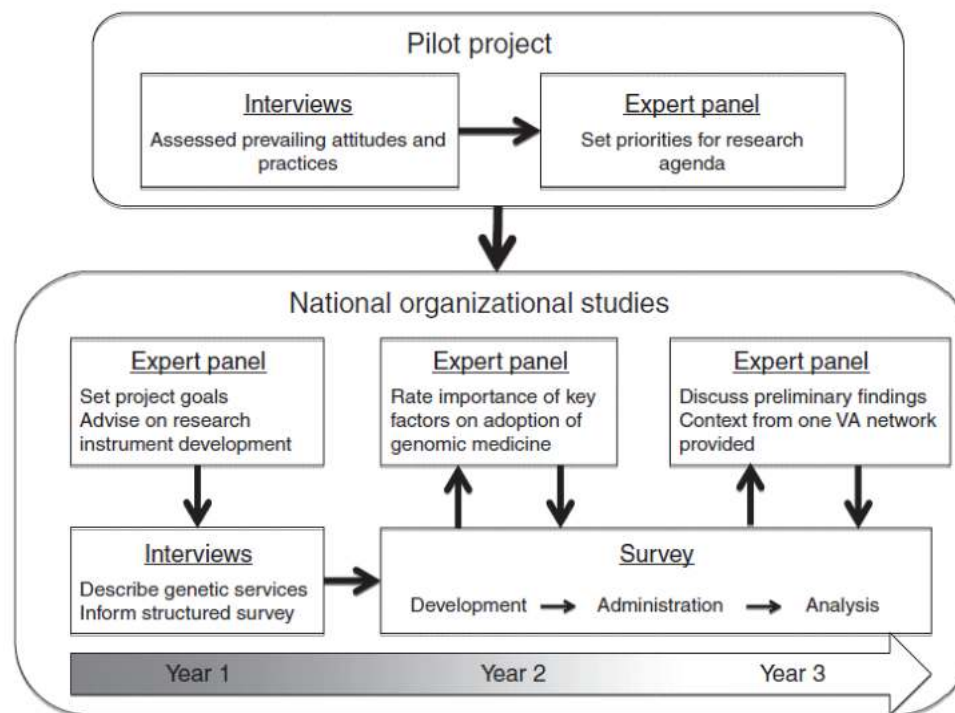 Pilot project
Interviews
Assessed prevailing attitudes and
practices
Expert panel
Set priorities for research
agenda
National organizational studies
Expert panel
Set project goals
Advise on research
instrument development
Expert panel
Rate importance of key
factors on adoption of
genomic medicine
Expert panel
Discuss preliminary findings
Context from one VA network
provided
Interviews
Describe genetic services
Inform structured survey
Survey
Development
Administration
Analysis
Year 1
Year 2
Year 3